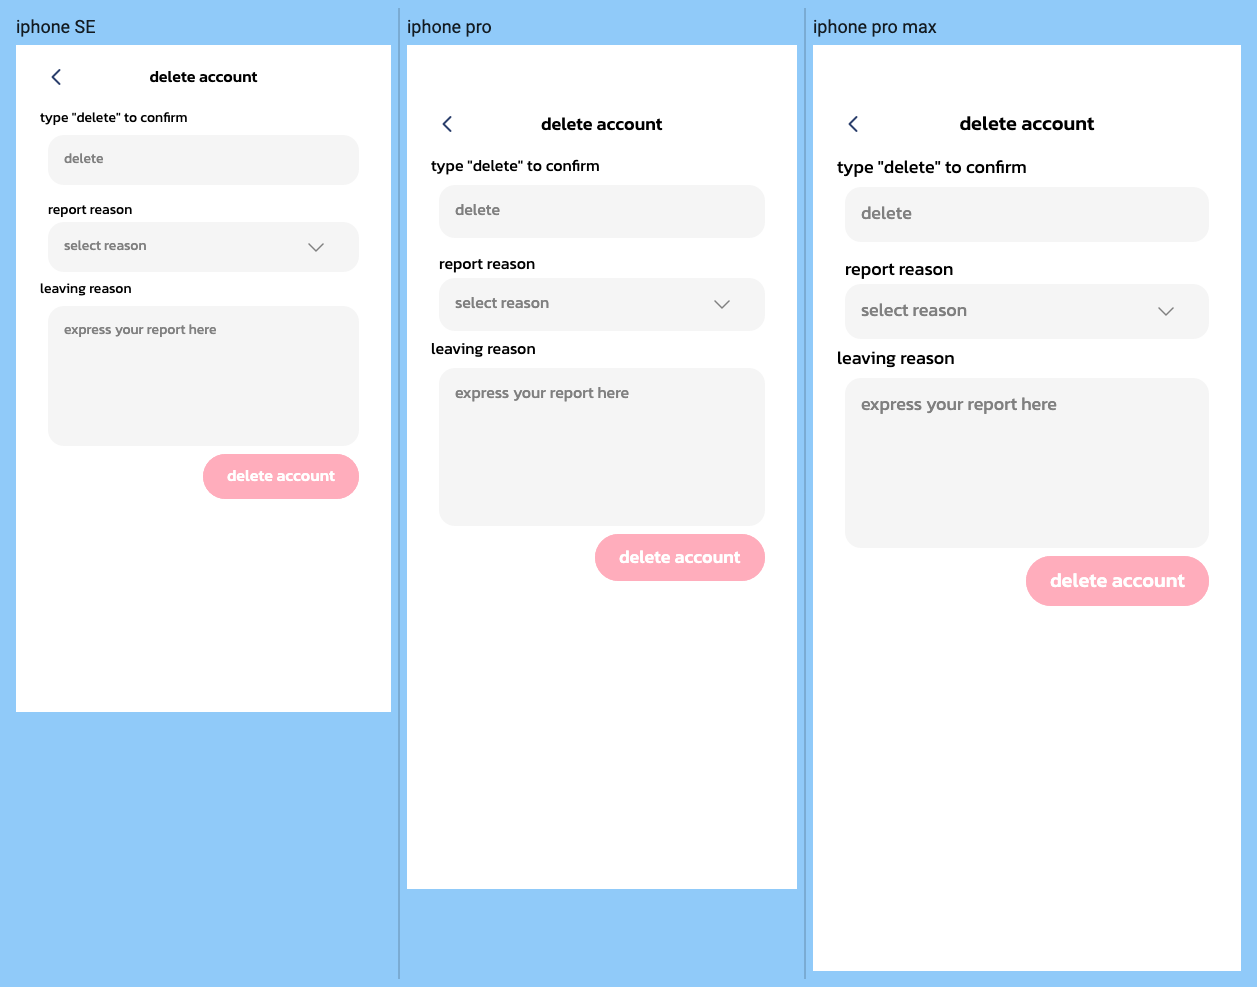 iphone SE
delete account
type "delete" to confirm
delete
report reason
select reason
leaving reason
express your report here
delete account
iphone pro
delete account
type "delete" to confirm
delete
report reason
select reason
leaving reason
express your report here
delete account
iphone pro max
delete account
type "delete" to confirm
delete
report reason
select reason
leaving reason
express your report here
delete account